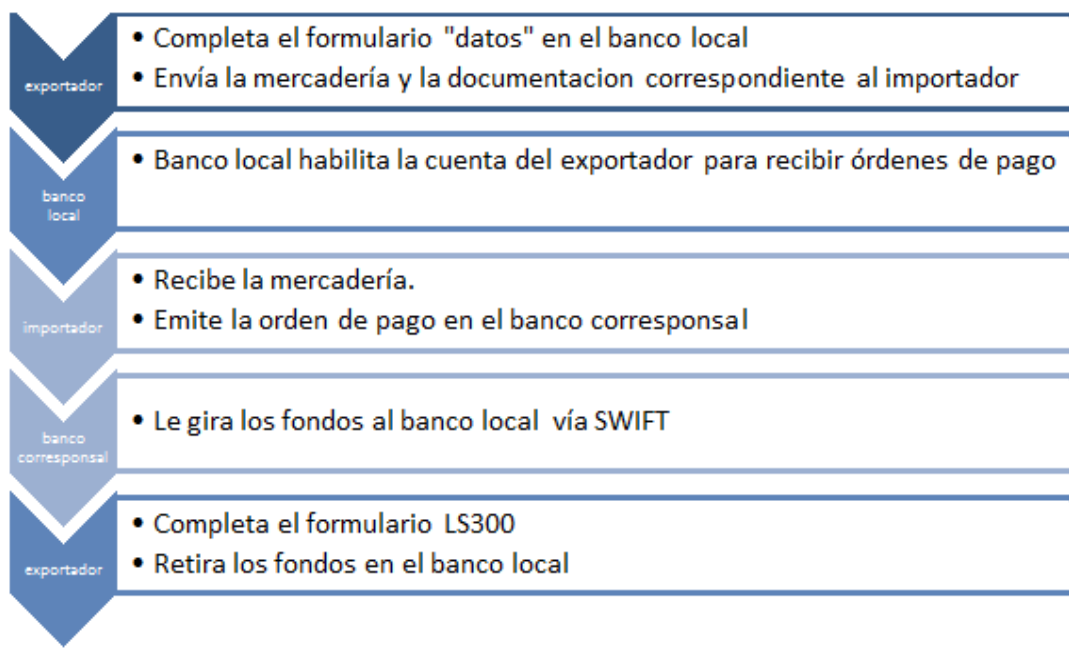 exportador
• Completa el formulario "datos" en el banco local
• Envía la mercadería y la documentacion correspondiente al importador
banco
local
• Banco local habilita la cuenta del exportador para recibir órdenes de pago
importador
• Recibe la mercadería.
• Emite la orden de pago en el banco corresponsal
banco
corresponsal
• Le gira los fondos al banco local vía SWIFT
exportador
• Completa el formulario LS300
• Retira los fondos en el banco local